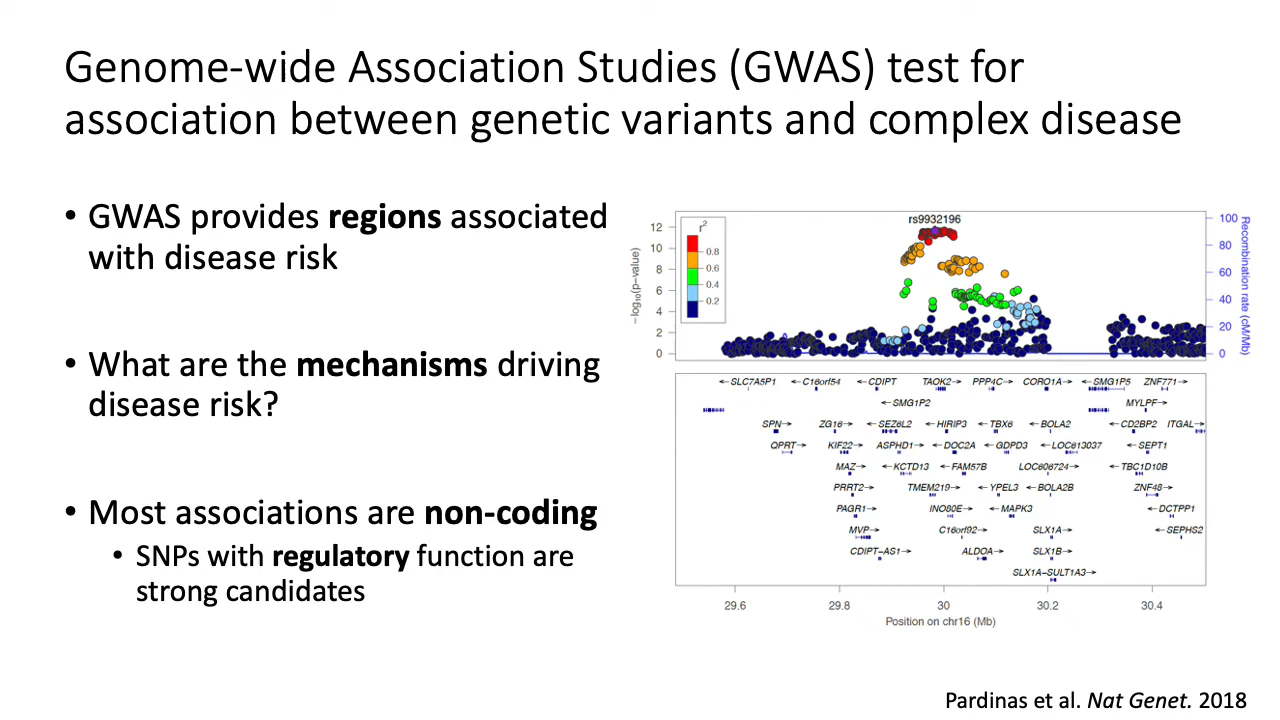 Genome-wide Association Studies (GWAS) test for
association between genetic variants and complex disease
• GWAS provides regions associated
with disease risk
• What are the mechanisms driving
disease risk?
• Most associations are non-coding
• SNPs with regulatory function are
strong candidates
rs9932196
12
10
8
6
4
2
0
−log10(p−value)
r²
0.8
0.6
0.4
0.2
100
80
60
40
20
0
Recombination rate (cM/Mb)
←SLC7A5P1 ←C16orf54 ←CDIPT TAOK2→ PPP4C→ CORO1A→ ←SMG1P5 ZNF771→
←SMG1P2 MYLPF→
SPN→ ZG16→ ←SEZ6L2 ←HIRIP3 ←TBX6 ←BOLA2 ←CD2BP2 ITGAL→
QPRT→ KIF22→ ASPHD1→ ←DOC2A ←GDPD3 ←LOC613037 ←SEPT1
MAZ→ ←KCTD13 ←FAM57B LOC606724→ ←TBC1D10B
PRRT2→ TMEM219→ ←YPEL3 ←BOLA2B ZNF48→
PAGR1→ INO80E→ ←MAPK3 SLX1A→ ←DCTPP1
MVP→ C16orf92→ SLX1A→ ←SEPHS2
CDIPT−AS1→ ALDOA→ SLX1B→
SLX1A−SULT1A3→
29.6 29.8 30 30.2 30.4
Position on chr16 (Mb)
Pardinas et al. Nat Genet. 2018